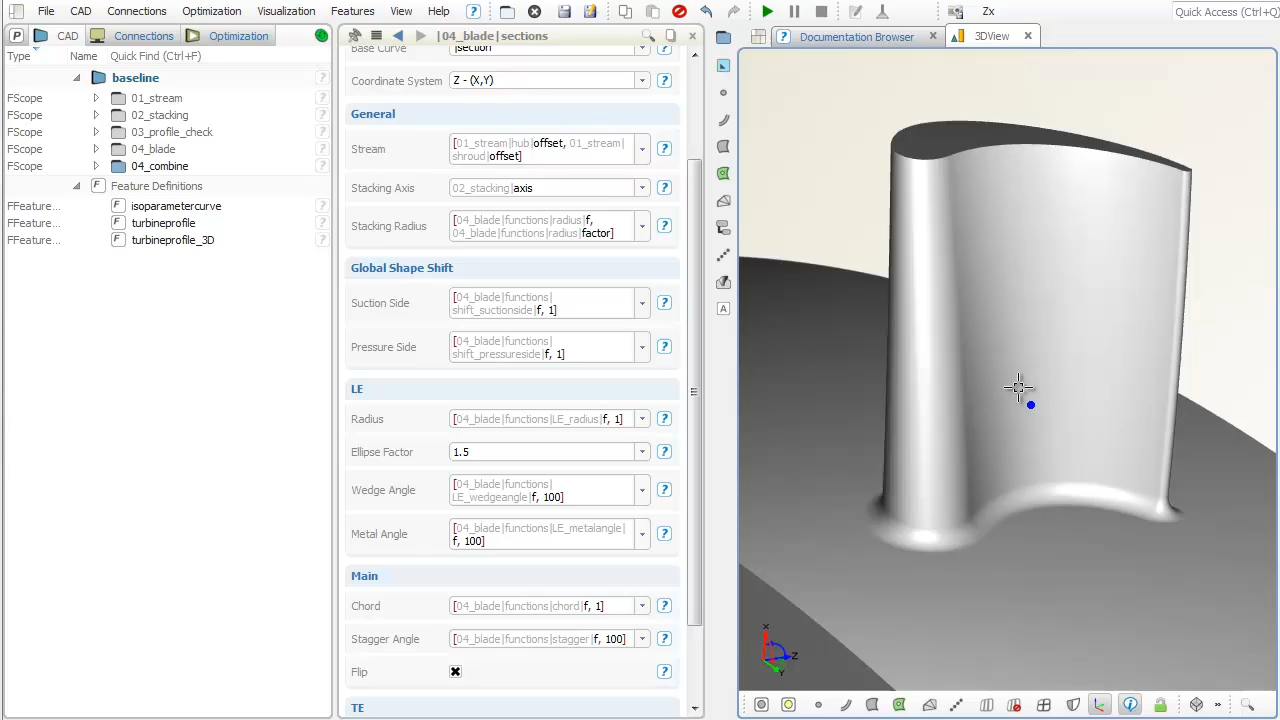 File CAD Connections Optimization Visualization Features View Help ? Zx Quick Access (Ctrl+Q)
P CAD Connections Optimization
|04_blade|sections
? Documentation Browser 3DView
Type Name Quick Find (Ctrl+F)
baseline ?
FScope 01_stream ?
FScope 02_stacking ?
FScope 03_profile_check ?
FScope 04_blade ?
FScope 04_combine ?
F Feature Definitions ?
FFeature... F isoparametercurve ?
FFeature... F turbineprofile ?
FFeature... F turbineprofile_3D ?
Base Curve |section ?
Coordinate System Z - (X,Y) ?
General
Stream [01_stream|hub|offset, 01_stream|
shroud|offset] ?
Stacking Axis 02_stacking|axis ?
Stacking Radius [04_blade|functions|radius|f,
04_blade|functions|radius|factor] ?
Global Shape Shift
Suction Side [04_blade|functions|
shift_suctionside|f, 1] ?
Pressure Side [04_blade|functions|
shift_pressureside|f, 1] ?
LE
Radius [04_blade|functions|LE_radius|f, 1] ?
Ellipse Factor 1.5 ?
Wedge Angle [04_blade|functions|
LE_wedgeangle|f, 100] ?
Metal Angle [04_blade|functions|LE_metalangle|
f, 100] ?
Main
Chord [04_blade|functions|chord|f, 1] ?
Stagger Angle [04_blade|functions|stagger|f, 100] ?
Flip ?
TE
A
X
Z
Y